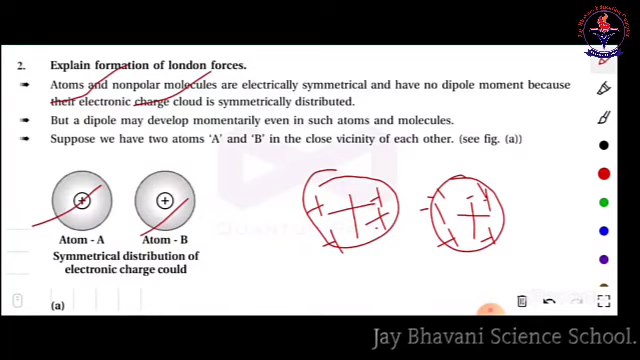 2. Explain formation of london forces.
Atoms and nonpolar molecules are electrically symmetrical and have no dipole moment because
their electronic charge cloud is symmetrically distributed.
But a dipole may develop momentarily even in such atoms and molecules.
Suppose we have two atoms ‘A’ and ‘B’ in the close vicinity of each other. (see fig. (a))
+ +
Atom - A Atom - B
Symmetrical distribution of
electronic charge could
(a)
Jay Bhavani Science School.